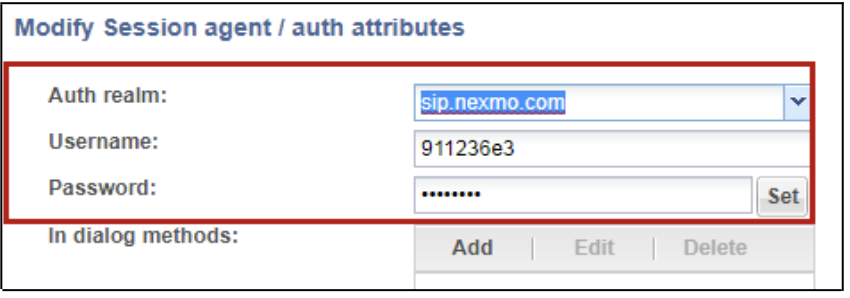 Modify Session agent / auth attributes
Auth realm: sip.nexmo.com
Username: 911236e3
Password: •••••••• Set
In dialog methods: Add | Edit | Delete